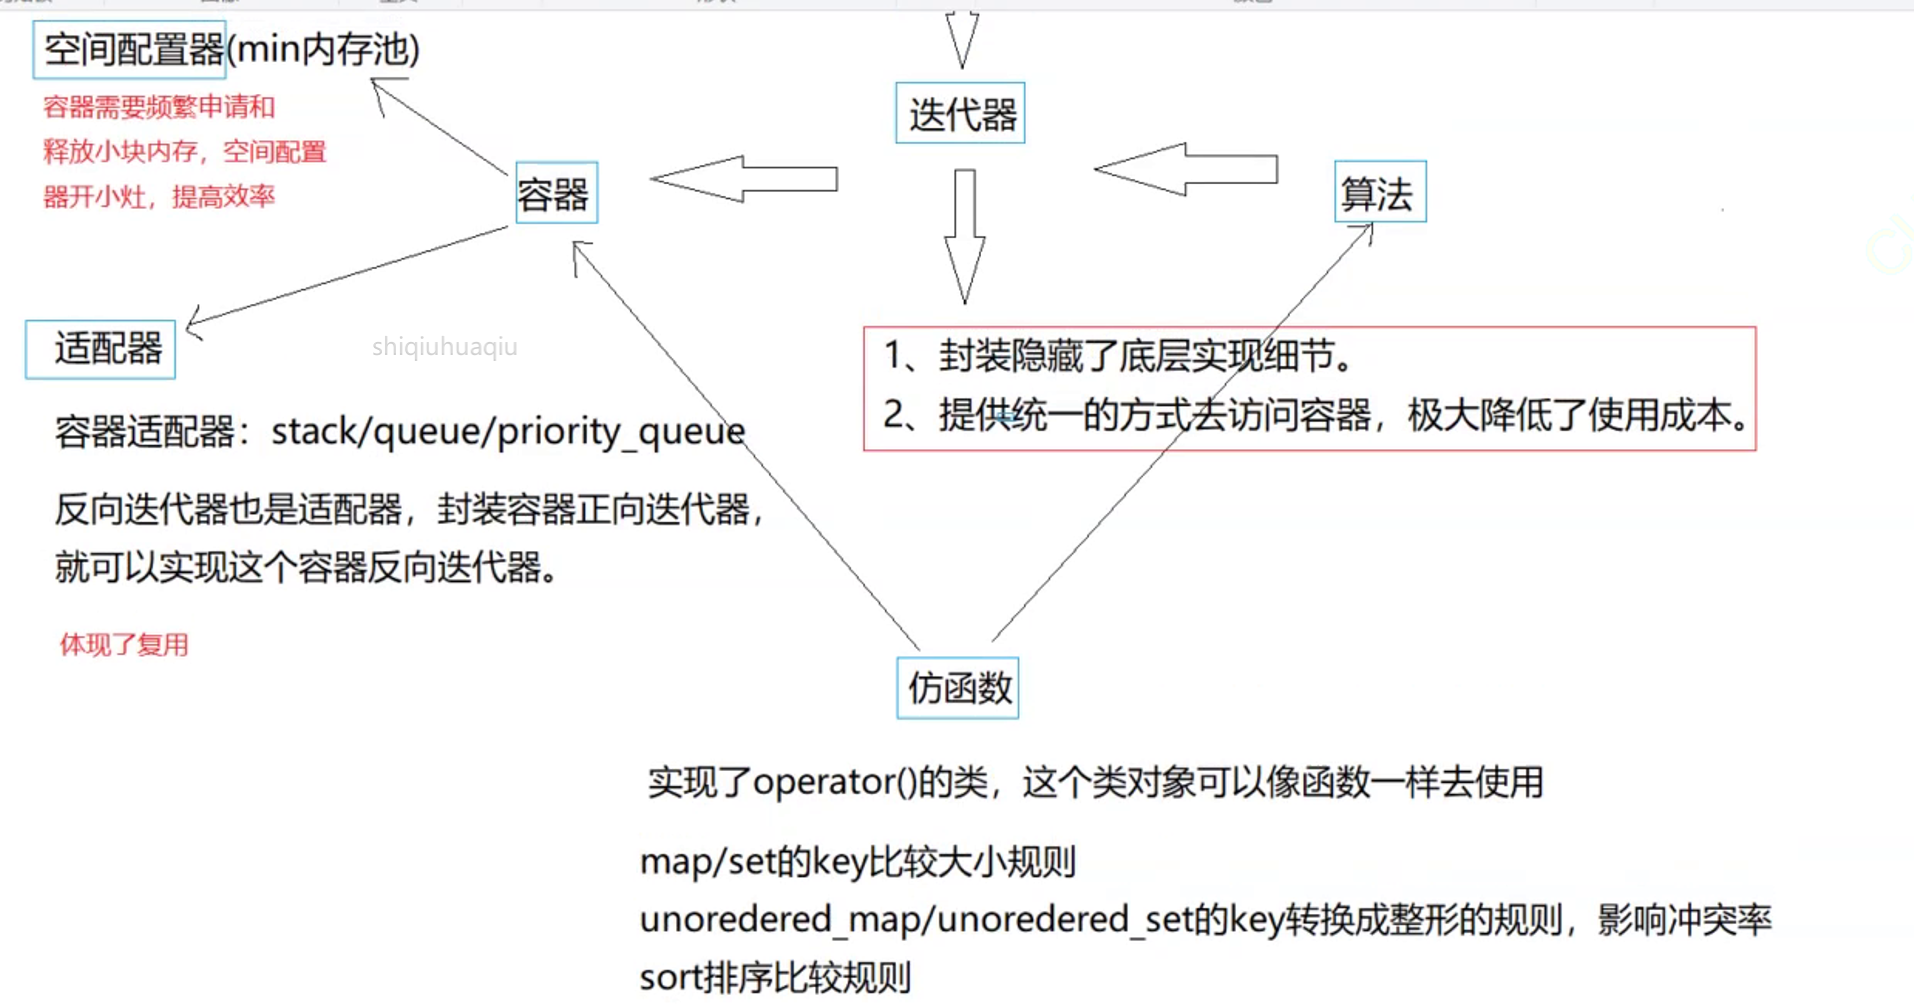 空间配置器(min内存池)
容器需要频繁申请和
释放小块内存，空间配置
器开小灶，提高效率
迭代器
容器
算法
适配器
shiqiuhuaqiu
1、封装隐藏了底层实现细节。
2、提供统一的方式去访问容器，极大降低了使用成本。
容器适配器：stack/queue/priority_queue
反向迭代器也是适配器，封装容器正向迭代器，
就可以实现这个容器反向迭代器。
体现了复用
仿函数
实现了operator()的类，这个类对象可以像函数一样去使用
map/set的key比较大小规则
unoredered_map/unoredered_set的key转换成整形的规则，影响冲突率
sort排序比较规则